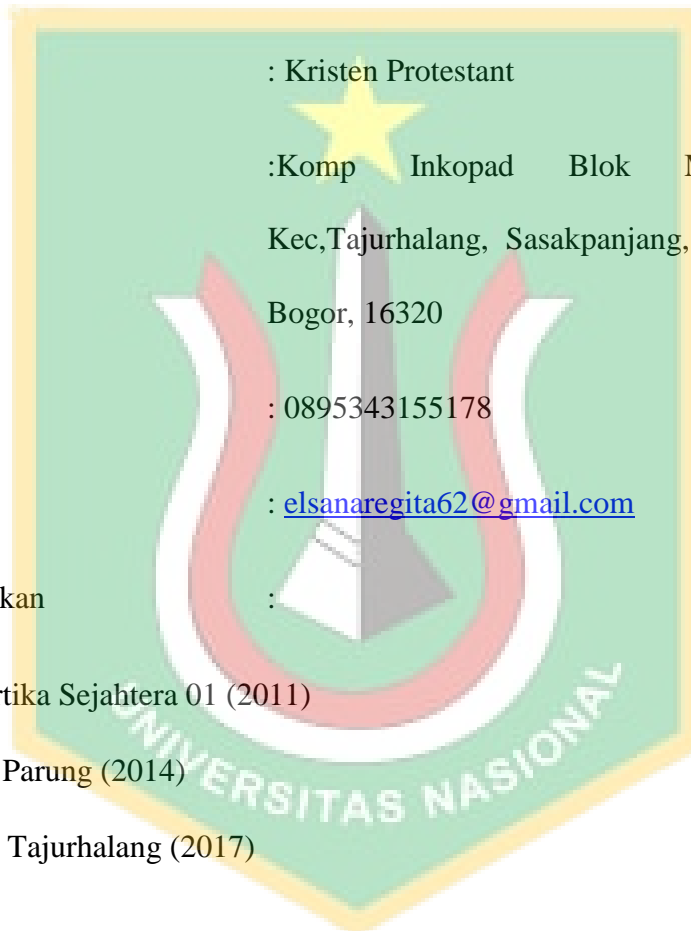 : Kristen Protestant
:Komp Inkopad Blok
Kec,Tajurhalang, Sasakpanjang,
Bogor, 16320
: 0895343155178
: elsanaregita62@gmail.com
kan :
rtika Sejahtera 01 (2011)
Parung (2014)
Tajurhalang (2017)
UNIVERSITAS NASIONAL